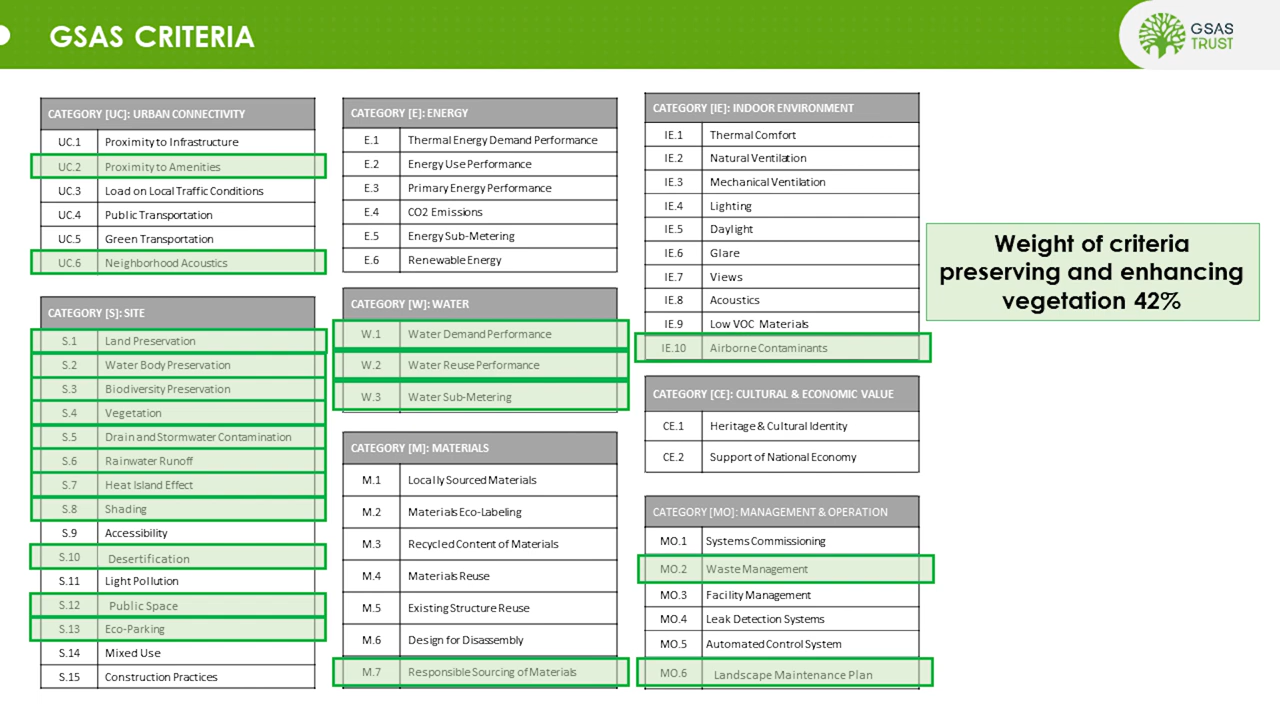 GSAS CRITERIA
GSAS
TRUST
CATEGORY [UC]: URBAN CONNECTIVITY
UC.1 Proximity to Infrastructure
UC.2 Proximity to Amenities
UC.3 Load on Local Traffic Conditions
UC.4 Public Transportation
UC.5 Green Transportation
UC.6 Neighborhood Acoustics
CATEGORY [S]: SITE
S.1 Land Preservation
S.2 Water Body Preservation
S.3 Biodiversity Preservation
S.4 Vegetation
S.5 Drain and Stormwater Contamination
S.6 Rainwater Runoff
S.7 Heat Island Effect
S.8 Shading
S.9 Accessibility
S.10 Desertification
S.11 Light Pollution
S.12 Public Space
S.13 Eco-Parking
S.14 Mixed Use
S.15 Construction Practices
CATEGORY [E]: ENERGY
E.1 Thermal Energy Demand Performance
E.2 Energy Use Performance
E.3 Primary Energy Performance
E.4 CO2 Emissions
E.5 Energy Sub-Metering
E.6 Renewable Energy
CATEGORY [W]: WATER
W.1 Water Demand Performance
W.2 Water Reuse Performance
W.3 Water Sub-Metering
CATEGORY [M]: MATERIALS
M.1 Locally Sourced Materials
M.2 Materials Eco-Labeling
M.3 Recycled Content of Materials
M.4 Materials Reuse
M.5 Existing Structure Reuse
M.6 Design for Disassembly
M.7 Responsible Sourcing of Materials
CATEGORY [IE]: INDOOR ENVIRONMENT
IE.1 Thermal Comfort
IE.2 Natural Ventilation
IE.3 Mechanical Ventilation
IE.4 Lighting
IE.5 Daylight
IE.6 Glare
IE.7 Views
IE.8 Acoustics
IE.9 Low VOC Materials
IE.10 Airborne Contaminants
CATEGORY [CE]: CULTURAL & ECONOMIC VALUE
CE.1 Heritage & Cultural Identity
CE.2 Support of National Economy
CATEGORY [MO]: MANAGEMENT & OPERATION
MO.1 Systems Commissioning
MO.2 Waste Management
MO.3 Facility Management
MO.4 Leak Detection Systems
MO.5 Automated Control System
MO.6 Landscape Maintenance Plan
Weight of criteria
preserving and enhancing
vegetation 42%